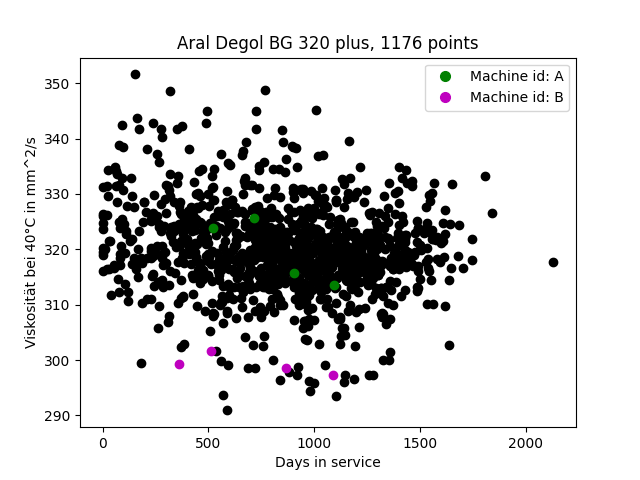 Aral Degol BG 320 plus, 1176 points
Machine id: A
Machine id: B
Viskosität bei 40°C in mm^2/s
350
340
330
320
310
300
290
0 500 1000 1500 2000
Days in service